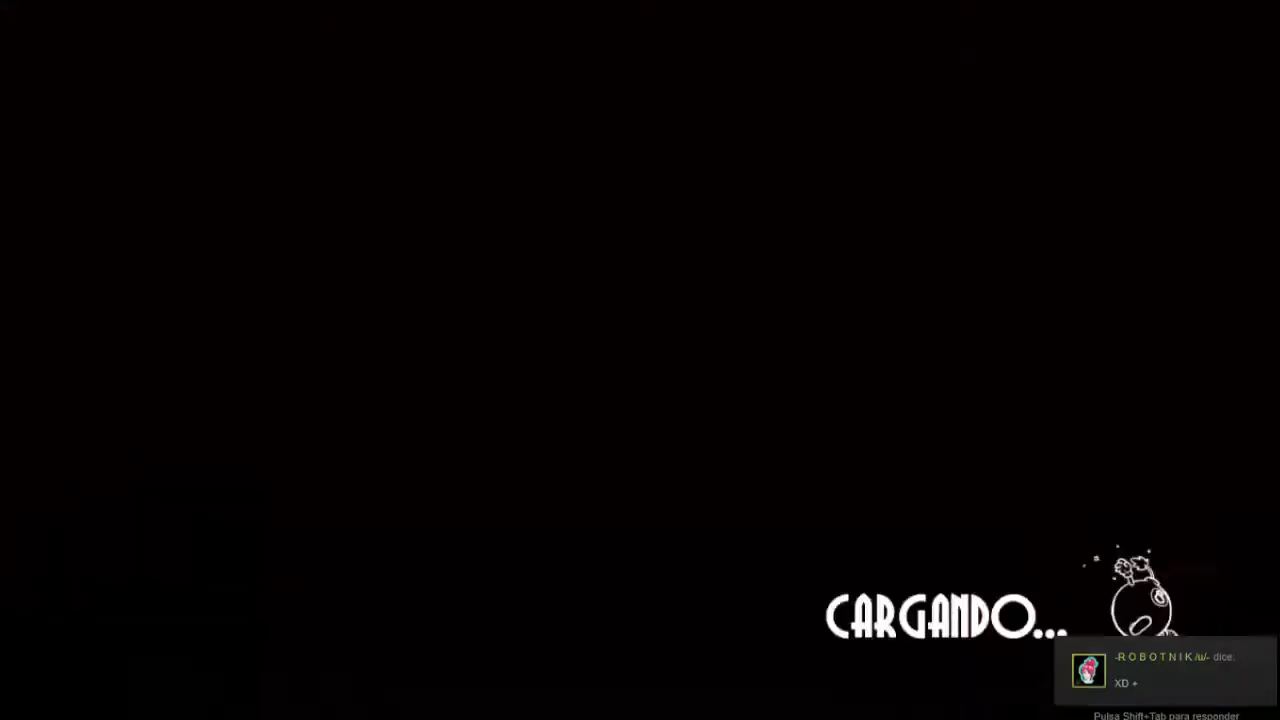 CARGANDO...
-R O B O T N I K /u/- dice:
XD +
Pulsa Shift+Tab para responder